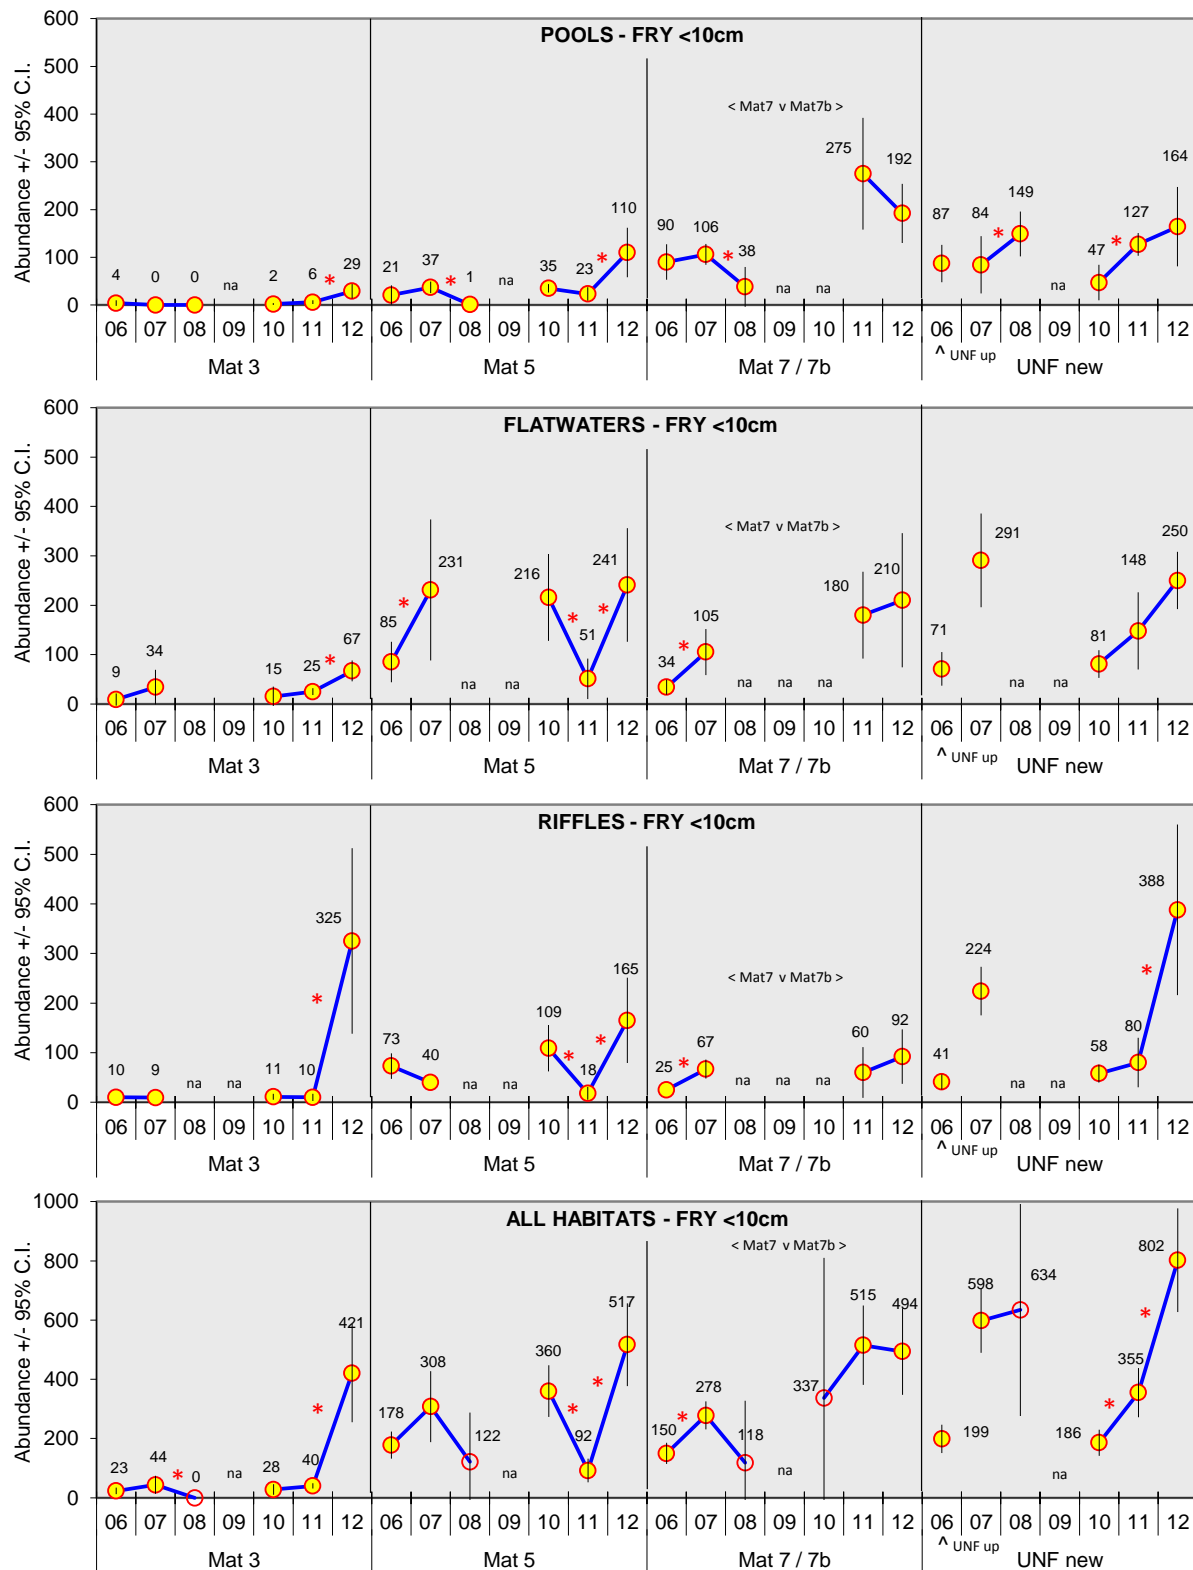 POOLS - FRY <10cm
Abundance +/- 95% C.I.
600
500
400
300
200
100
0
< Mat7 v Mat7b >
4 0 0 na 2 6 * 29
21 37 * 1 na 35 23 * 110
90 106 * 38 na na 275 192
87 84 * 149 na 47 * 127 164
06 07 08 09 10 11 12 06 07 08 09 10 11 12 06 07 08 09 10 11 12 06 07 08 09 10 11 12
^ UNF up
Mat 3 Mat 5 Mat 7 / 7b UNF new
FLATWATERS - FRY <10cm
Abundance +/- 95% C.I.
600
500
400
300
200
100
0
< Mat7 v Mat7b >
9 34 15 25 * 67
85 * 231 na na 216 * 51 * 241
34 * 105 na na na 180 210
71 291 na na 81 148 250
06 07 08 09 10 11 12 06 07 08 09 10 11 12 06 07 08 09 10 11 12 06 07 08 09 10 11 12
^ UNF up
Mat 3 Mat 5 Mat 7 / 7b UNF new
RIFFLES - FRY <10cm
Abundance +/- 95% C.I.
600
500
400
300
200
100
0
< Mat7 v Mat7b >
10 9 na na 11 10 * 325
73 40 na na 109 * 18 * 165
25 * 67 na na na 60 92
41 224 na na 58 80 * 388
06 07 08 09 10 11 12 06 07 08 09 10 11 12 06 07 08 09 10 11 12 06 07 08 09 10 11 12
^ UNF up
Mat 3 Mat 5 Mat 7 / 7b UNF new
ALL HABITATS - FRY <10cm
Abundance +/- 95% C.I.
1000
800
600
400
200
0
< Mat7 v Mat7b >
23 44 * 0 na 28 40 * 421
178 308 122 na 360 * 92 * 517
150 * 278 118 na 337 515 494
199 598 634 na 186 * 355 * 802
06 07 08 09 10 11 12 06 07 08 09 10 11 12 06 07 08 09 10 11 12 06 07 08 09 10 11 12
^ UNF up
Mat 3 Mat 5 Mat 7 / 7b UNF new